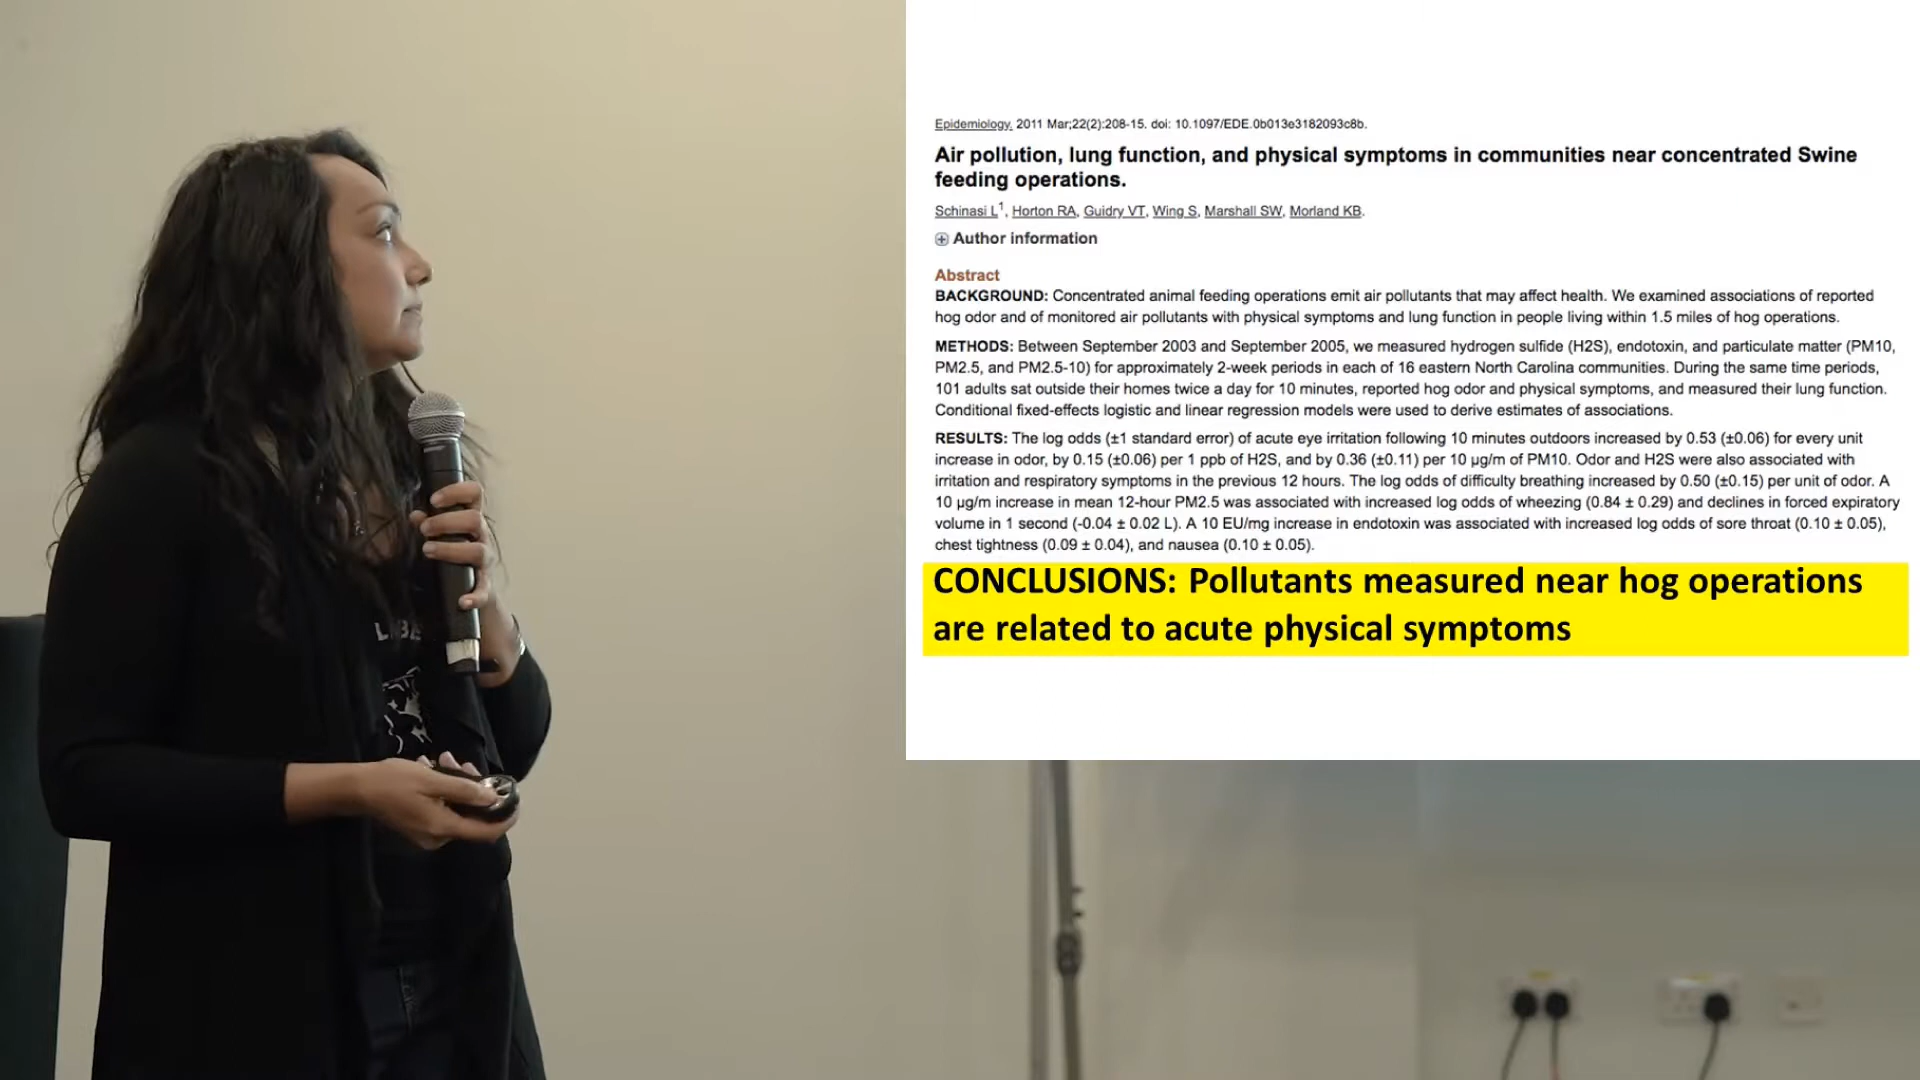 Epidemiology. 2011 Mar;22(2):208-15. doi: 10.1097/EDE.0b013e3182093c8b.
Air pollution, lung function, and physical symptoms in communities near concentrated Swine
feeding operations.
Schinasi L1, Horton RA, Guidry VT, Wing S, Marshall SW, Morland KB.
Author information
Abstract
BACKGROUND: Concentrated animal feeding operations emit air pollutants that may affect health. We examined associations of reported
hog odor and of monitored air pollutants with physical symptoms and lung function in people living within 1.5 miles of hog operations.
METHODS: Between September 2003 and September 2005, we measured hydrogen sulfide (H2S), endotoxin, and particulate matter (PM10,
PM2.5, and PM2.5-10) for approximately 2-week periods in each of 16 eastern North Carolina communities. During the same time periods,
101 adults sat outside their homes twice a day for 10 minutes, reported hog odor and physical symptoms, and measured their lung function.
Conditional fixed-effects logistic and linear regression models were used to derive estimates of associations.
RESULTS: The log odds (±1 standard error) of acute eye irritation following 10 minutes outdoors increased by 0.53 (±0.06) for every unit
increase in odor, by 0.15 (±0.06) per 1 ppb of H2S, and by 0.36 (±0.11) per 10 µg/m of PM10. Odor and H2S were also associated with
irritation and respiratory symptoms in the previous 12 hours. The log odds of difficulty breathing increased by 0.50 (±0.15) per unit of odor. A
10 µg/m increase in mean 12-hour PM2.5 was associated with increased log odds of wheezing (0.84 ± 0.29) and declines in forced expiratory
volume in 1 second (-0.04 ± 0.02 L). A 10 EU/mg increase in endotoxin was associated with increased log odds of sore throat (0.10 ± 0.05),
chest tightness (0.09 ± 0.04), and nausea (0.10 ± 0.05).
CONCLUSIONS: Pollutants measured near hog operations
are related to acute physical symptoms